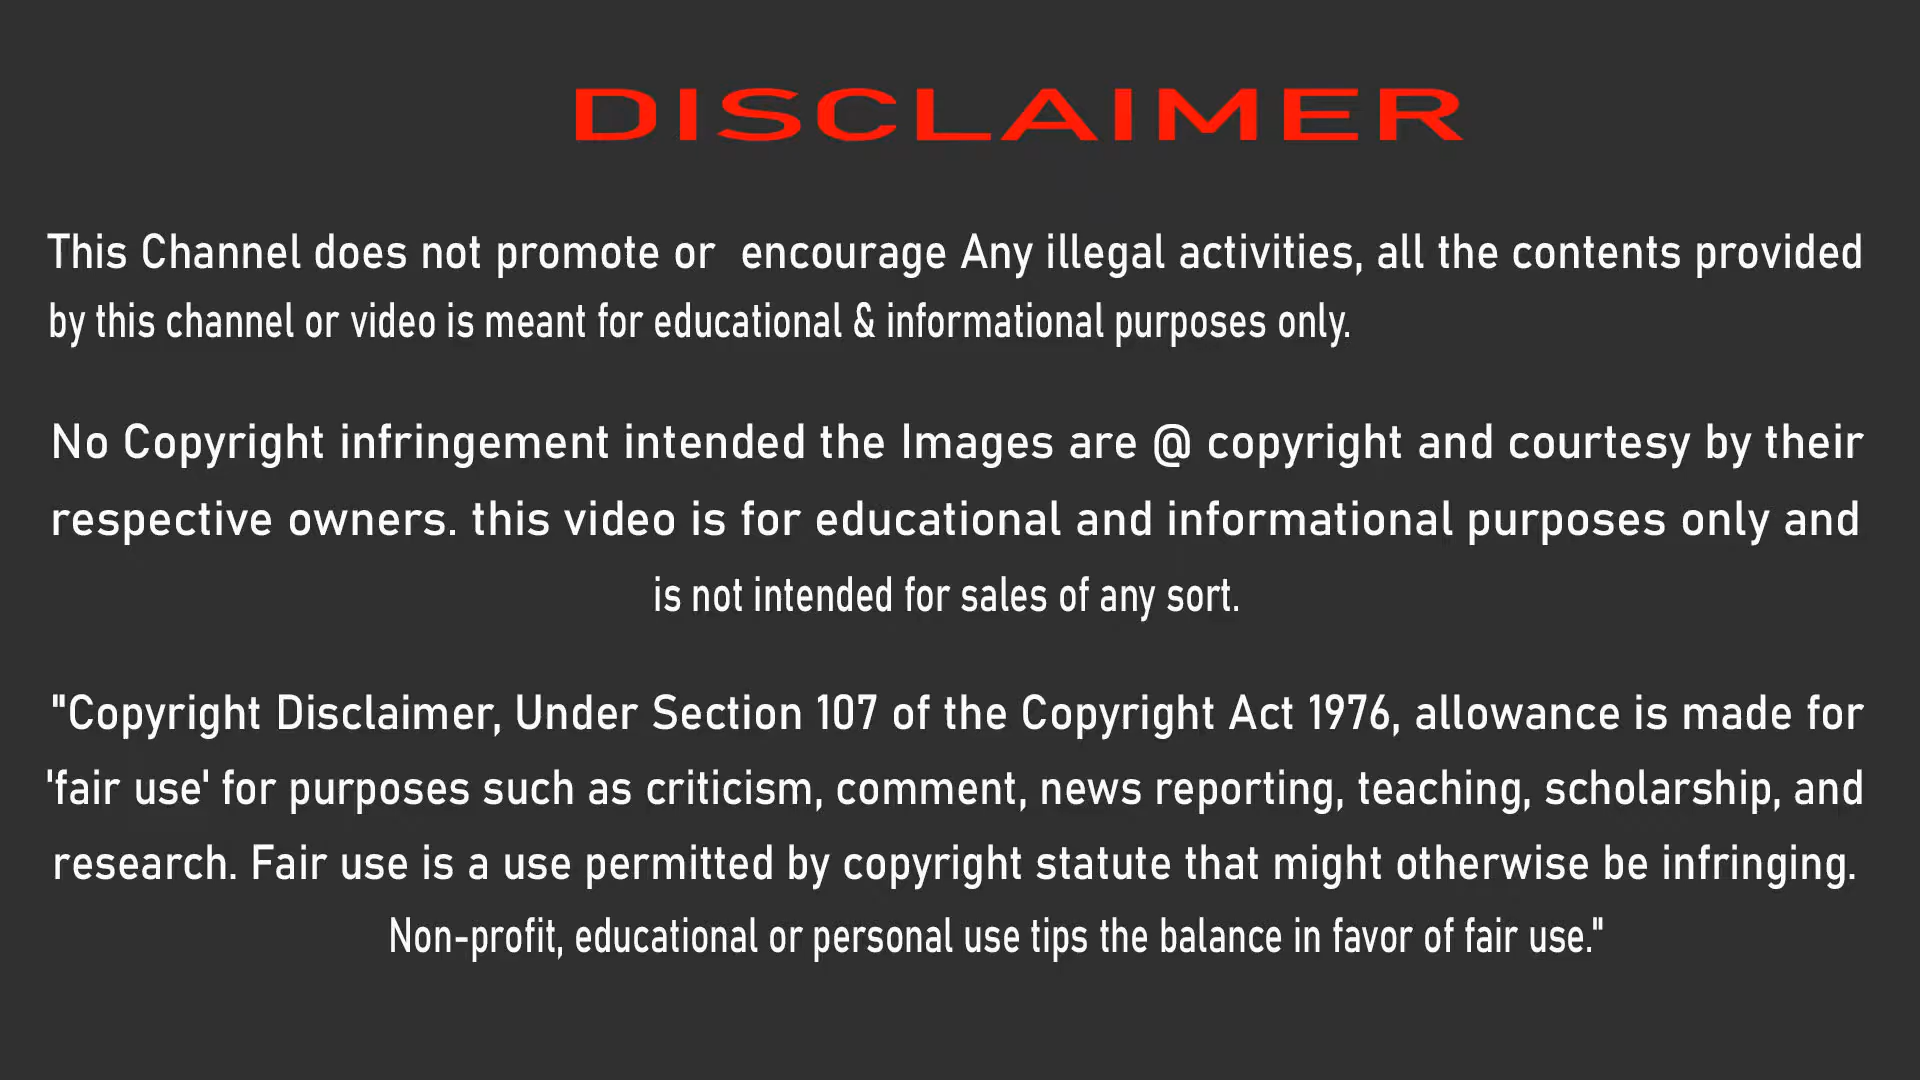 DISCLAIMER
This Channel does not promote or  encourage Any illegal activities, all the contents provided
by this channel or video is meant for educational & informational purposes only.
No Copyright infringement intended the Images are @ copyright and courtesy by their
respective owners. this video is for educational and informational purposes only and
is not intended for sales of any sort.
"Copyright Disclaimer, Under Section 107 of the Copyright Act 1976, allowance is made for
'fair use' for purposes such as criticism, comment, news reporting, teaching, scholarship, and
research. Fair use is a use permitted by copyright statute that might otherwise be infringing.
Non-profit, educational or personal use tips the balance in favor of fair use."